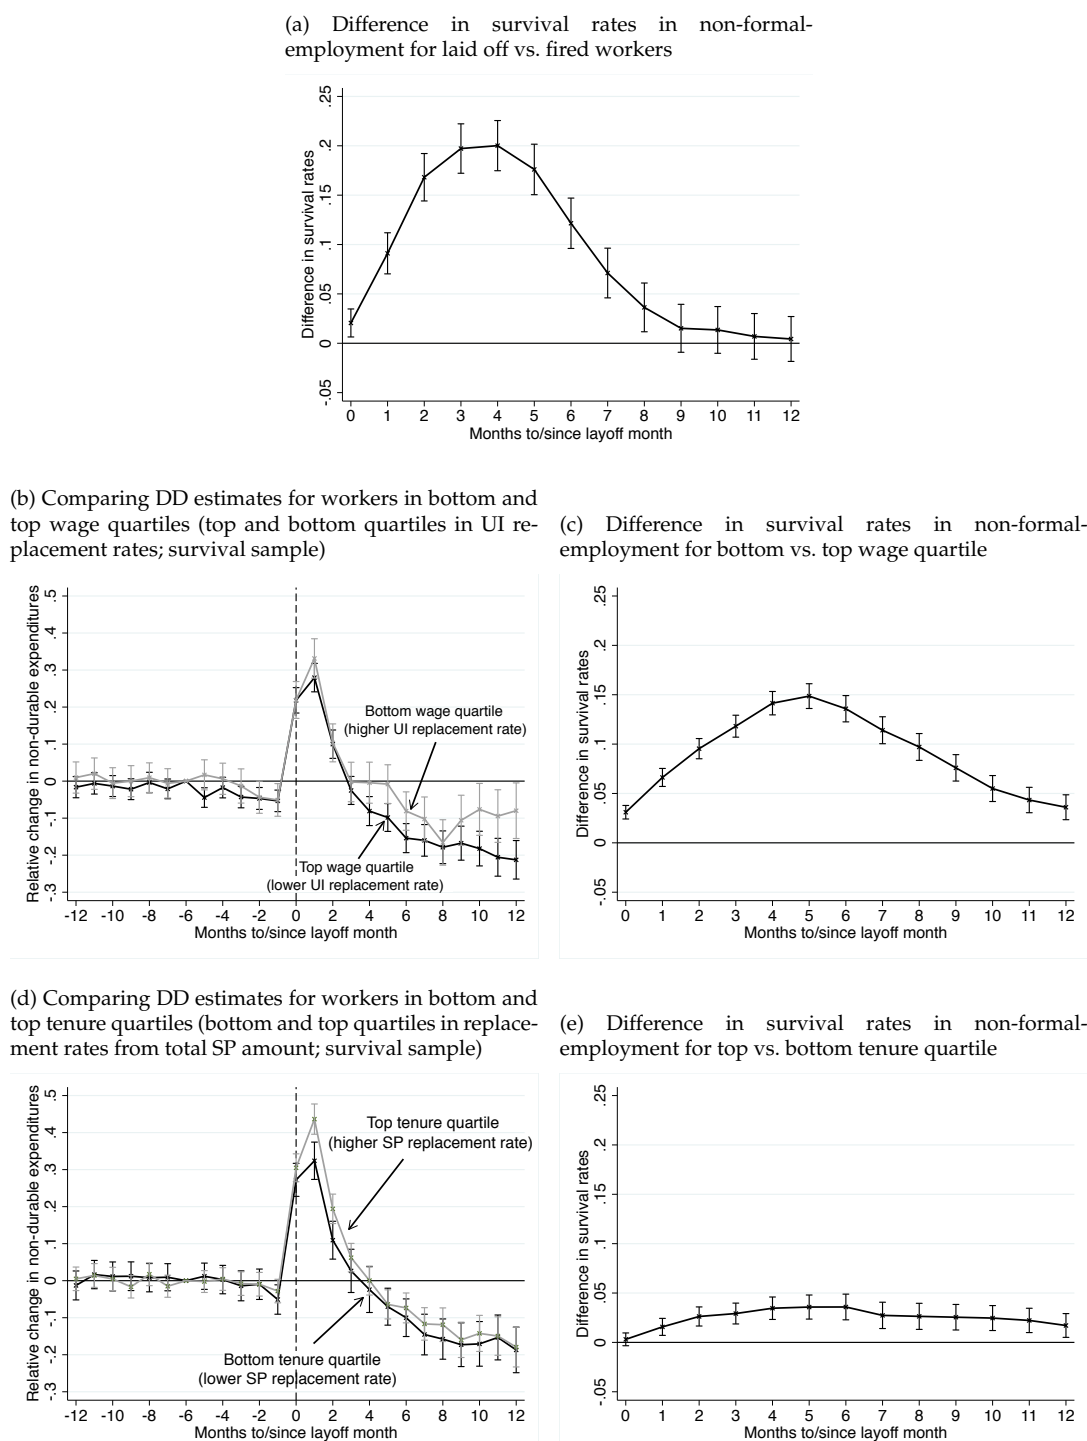 (a) Difference in survival rates in non-formal-
employment for laid off vs. fired workers
Difference in survival rates
.25
.2
.15
.1
.05
0
-.05
0 1 2 3 4 5 6 7 8 9 10 11 12
Months to/since layoff month
(b) Comparing DD estimates for workers in bottom and
top wage quartiles (top and bottom quartiles in UI re-
placement rates; survival sample)
Relative change in non-durable expenditures
.5
.4
.3
.2
.1
0
-.1
-.2
-.3
Bottom wage quartile
(higher UI replacement rate)
Top wage quartile
(lower UI replacement rate)
-12 -10 -8 -6 -4 -2 0 2 4 6 8 10 12
Months to/since layoff month
(c) Difference in survival rates in non-formal-
employment for bottom vs. top wage quartile
Difference in survival rates
.25
.2
.15
.1
.05
0
-.05
0 1 2 3 4 5 6 7 8 9 10 11 12
Months to/since layoff month
(d) Comparing DD estimates for workers in bottom and
top tenure quartiles (bottom and top quartiles in replace-
ment rates from total SP amount; survival sample)
Relative change in non-durable expenditures
.5
.4
.3
.2
.1
0
-.1
-.2
-.3
Top tenure quartile
(higher SP replacement rate)
Bottom tenure quartile
(lower SP replacement rate)
-12 -10 -8 -6 -4 -2 0 2 4 6 8 10 12
Months to/since layoff month
(e) Difference in survival rates in non-formal-
employment for top vs. bottom tenure quartile
Difference in survival rates
.25
.2
.15
.1
.05
0
-.05
0 1 2 3 4 5 6 7 8 9 10 11 12
Months to/since layoff month